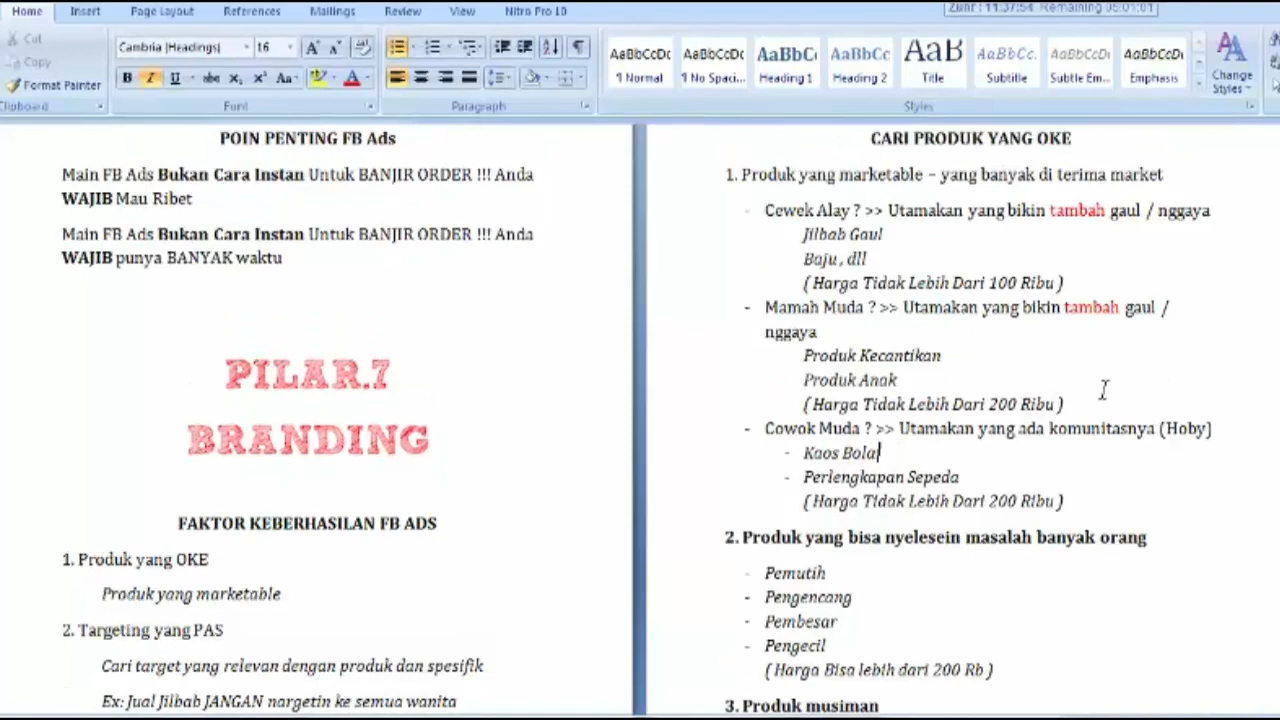 Home Insert Page Layout References Mailings Review View Nitro Pro 10
Zuhr : 11:37:54 Remaining 05:01:01
Cut
Copy
Format Painter
Clipboard
Cambria (Headings) 16
Font
Paragraph
AaBbCcDc AaBbCcDc AaBbC AaBbCc AaB AaBbCc. AaBbCcDı AaBbCcDı
¶ Normal ¶ No Spaci... Heading 1 Heading 2 Title Subtitle Subtle Em... Emphasis
Change
Styles
Styles
POIN PENTING FB Ads
Main FB Ads Bukan Cara Instan Untuk BANJIR ORDER !!! Anda
WAJIB Mau Ribet
Main FB Ads Bukan Cara Instan Untuk BANJIR ORDER !!! Anda
WAJIB punya BANYAK waktu
PILAR.7
BRANDING
FAKTOR KEBERHASILAN FB ADS
1. Produk yang OKE
Produk yang marketable
2. Targeting yang PAS
Cari target yang relevan dengan produk dan spesifik
Ex: Jual Jilbab JANGAN nargetin ke semua wanita
CARI PRODUK YANG OKE
1. Produk yang marketable – yang banyak di terima market
- Cewek Alay ? >> Utamakan yang bikin tambah gaul / nggaya
Jilbab Gaul
Baju , dll
( Harga Tidak Lebih Dari 100 Ribu )
- Mamah Muda ? >> Utamakan yang bikin tambah gaul /
nggaya
Produk Kecantikan
Produk Anak
( Harga Tidak Lebih Dari 200 Ribu )
- Cowok Muda ? >> Utamakan yang ada komunitasnya (Hoby)
- Kaos Bola
- Perlengkapan Sepeda
( Harga Tidak Lebih Dari 200 Ribu )
2. Produk yang bisa nyelesein masalah banyak orang
- Pemutih
- Pengencang
- Pembesar
- Pengecil
( Harga Bisa lebih dari 200 Rb )
3. Produk musiman